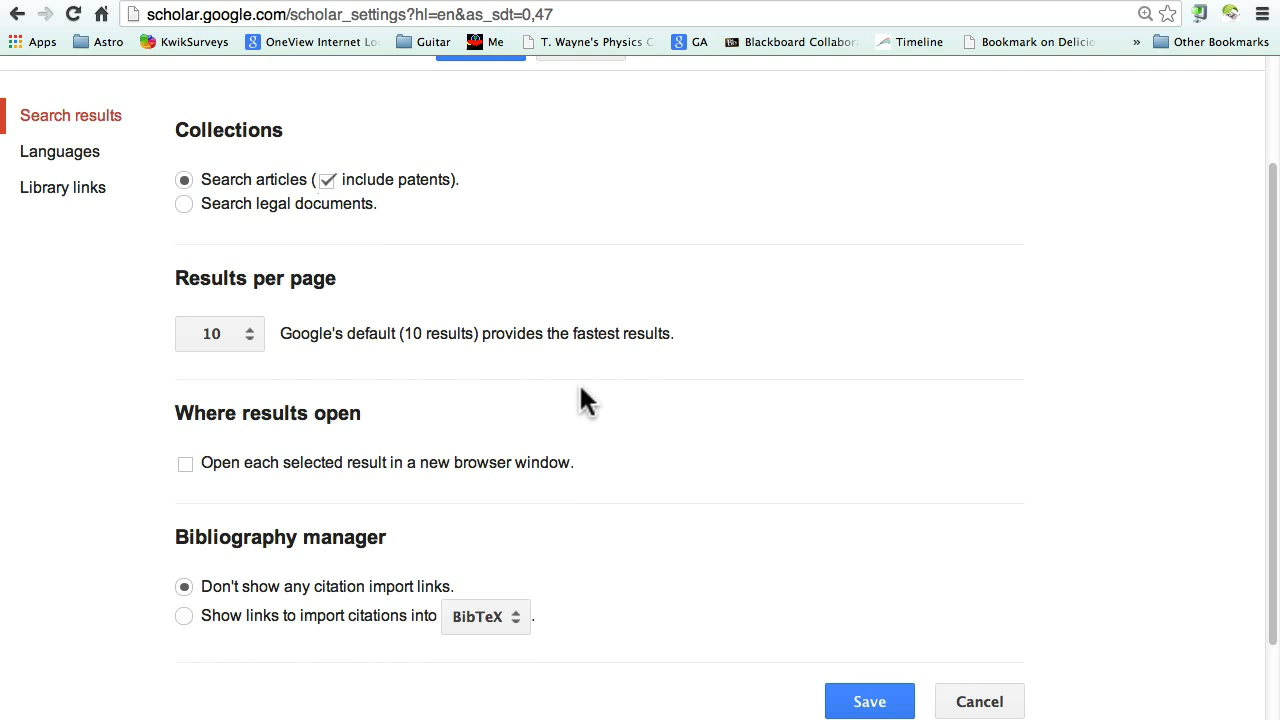 scholar.google.com/scholar_settings?hl=en&as_sdt=0,47
Apps Astro KwikSurveys OneView Internet Lo Guitar Me T. Wayne's Physics C GA Bb Blackboard Collabor Timeline Bookmark on Delicio » Other Bookmarks
Search results
Languages
Library links
Collections
Search articles ( include patents).
Search legal documents.
Results per page
10 Google's default (10 results) provides the fastest results.
Where results open
Open each selected result in a new browser window.
Bibliography manager
Don't show any citation import links.
Show links to import citations into BibTeX .
Save Cancel